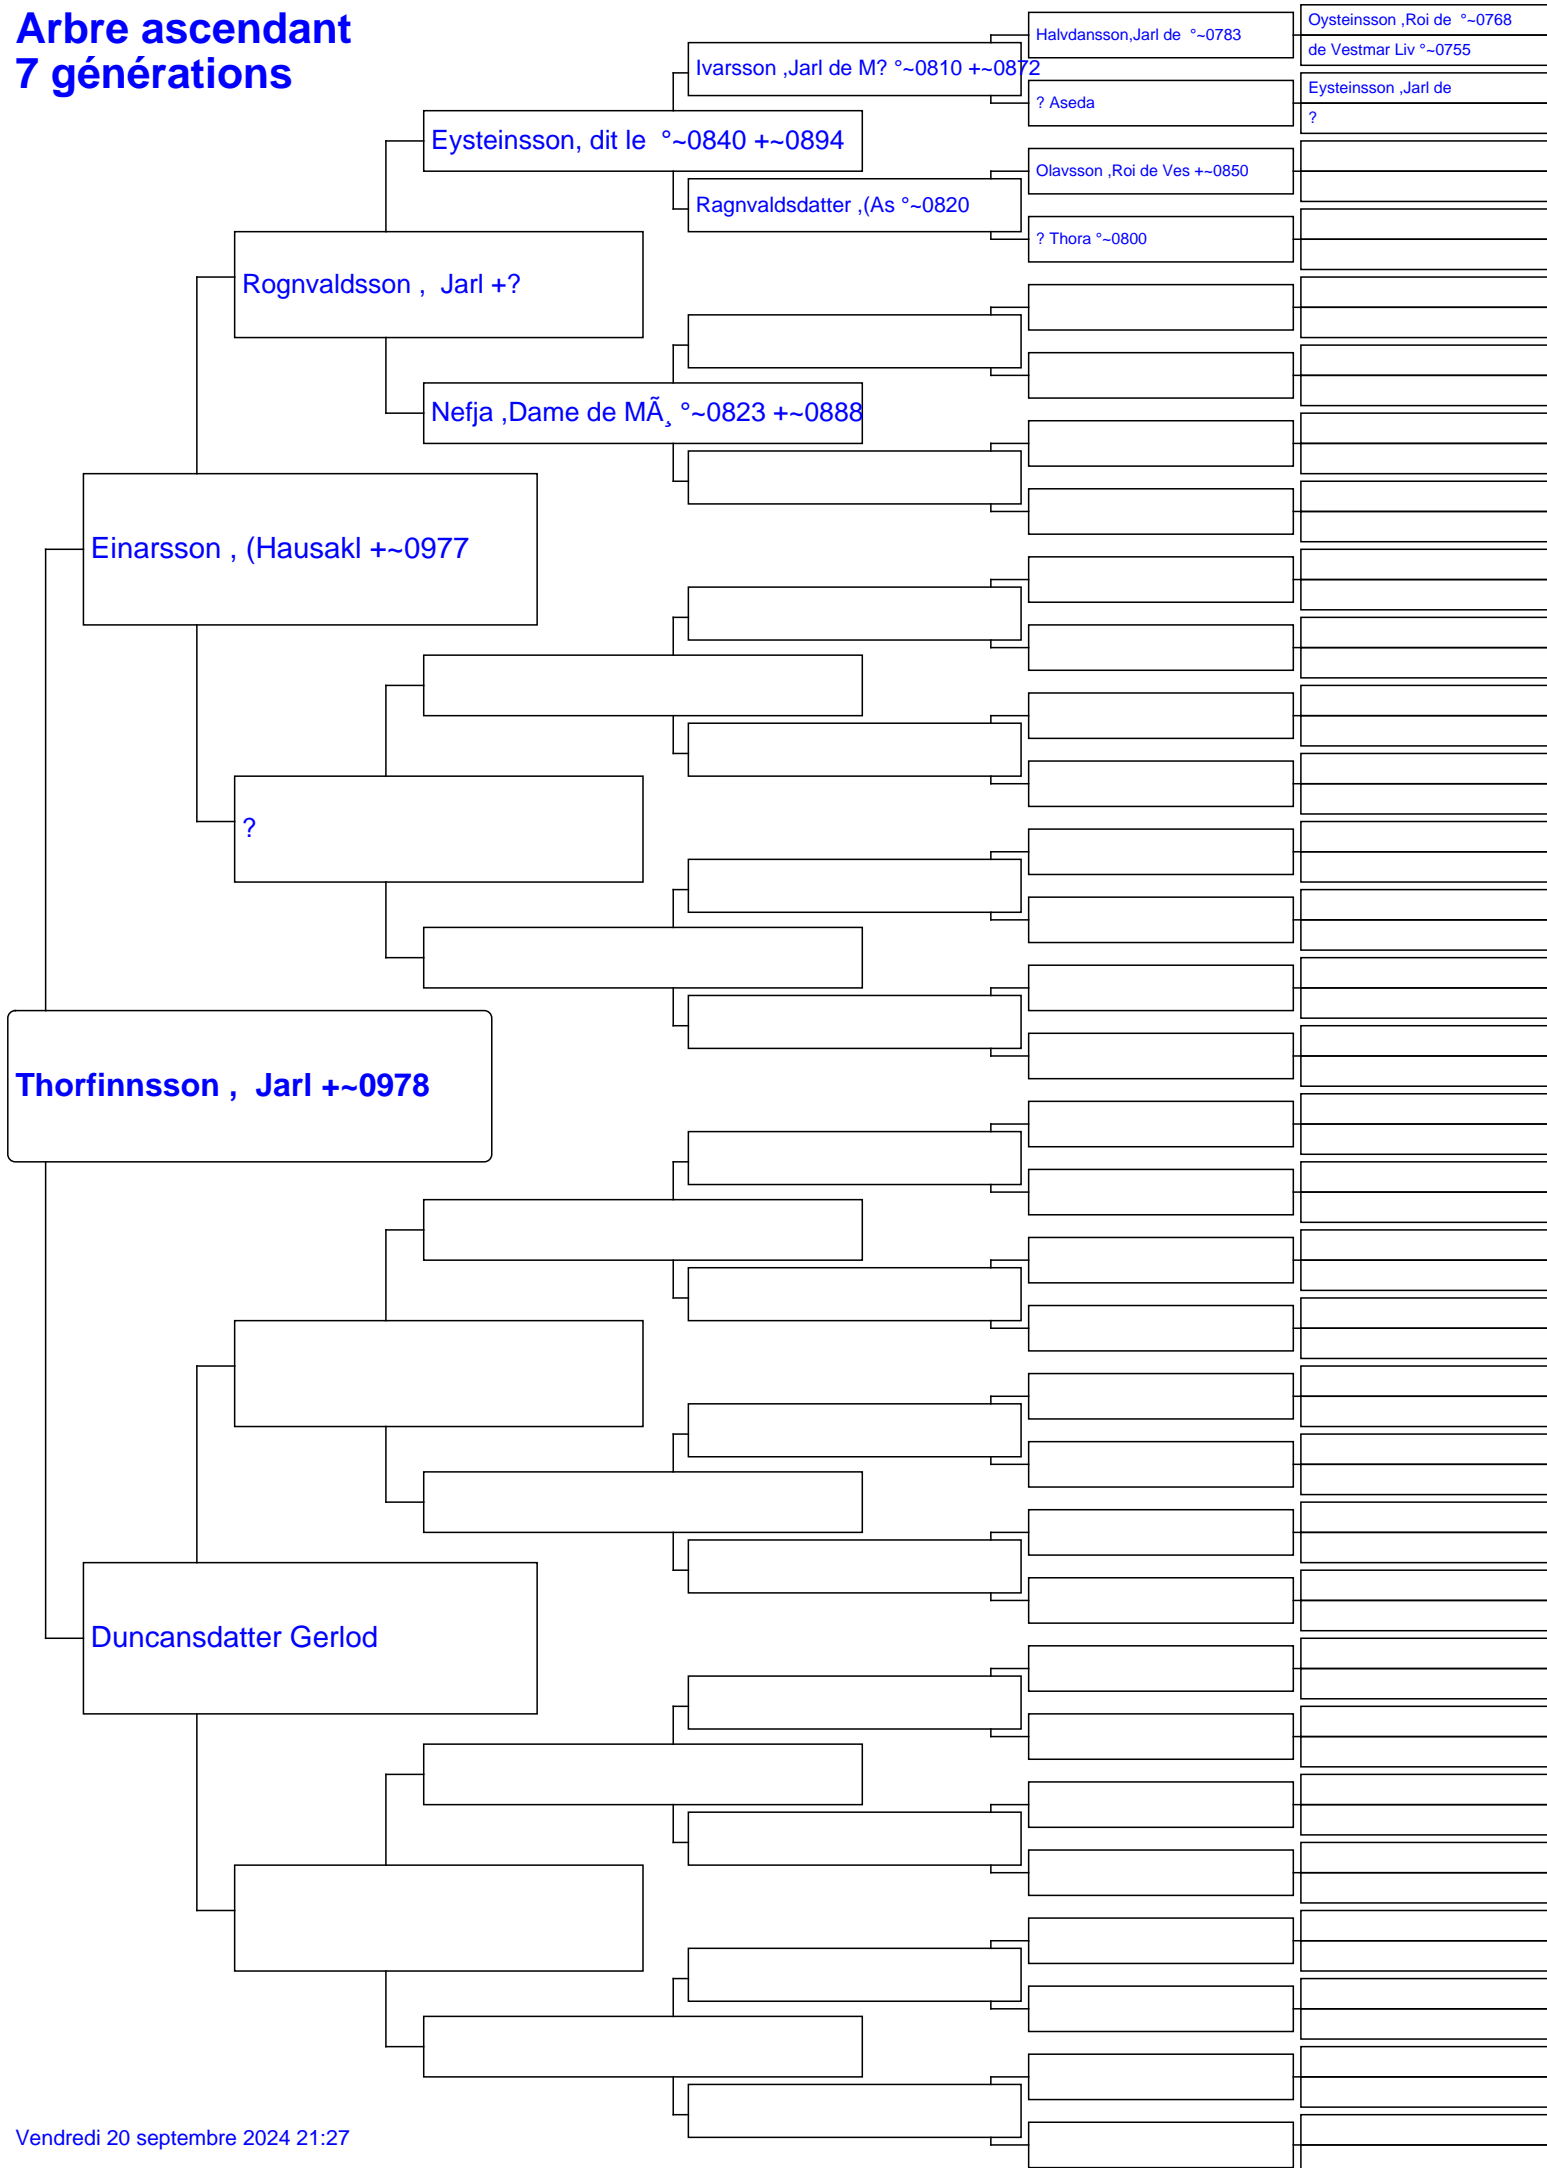 Arbre ascendant
7 générations
Oysteinsson ,Roi de  °~0768
Halvdansson,Jarl de  °~0783
de Vestmar Liv °~0755
Ivarsson ,Jarl de M? °~0810 +~0872
Eysteinsson ,Jarl de
? Aseda
?
Eysteinsson, dit le  °~0840 +~0894
Olavsson ,Roi de Ves +~0850
Ragnvaldsdatter ,(As °~0820
? Thora °~0800
Rognvaldsson ,  Jarl +?
Nefja ,Dame de MÃ¸ °~0823 +~0888
Einarsson , (Hausakl +~0977
?
Thorfinnsson ,  Jarl +~0978
Duncansdatter Gerlod
Vendredi 20 septembre 2024 21:27